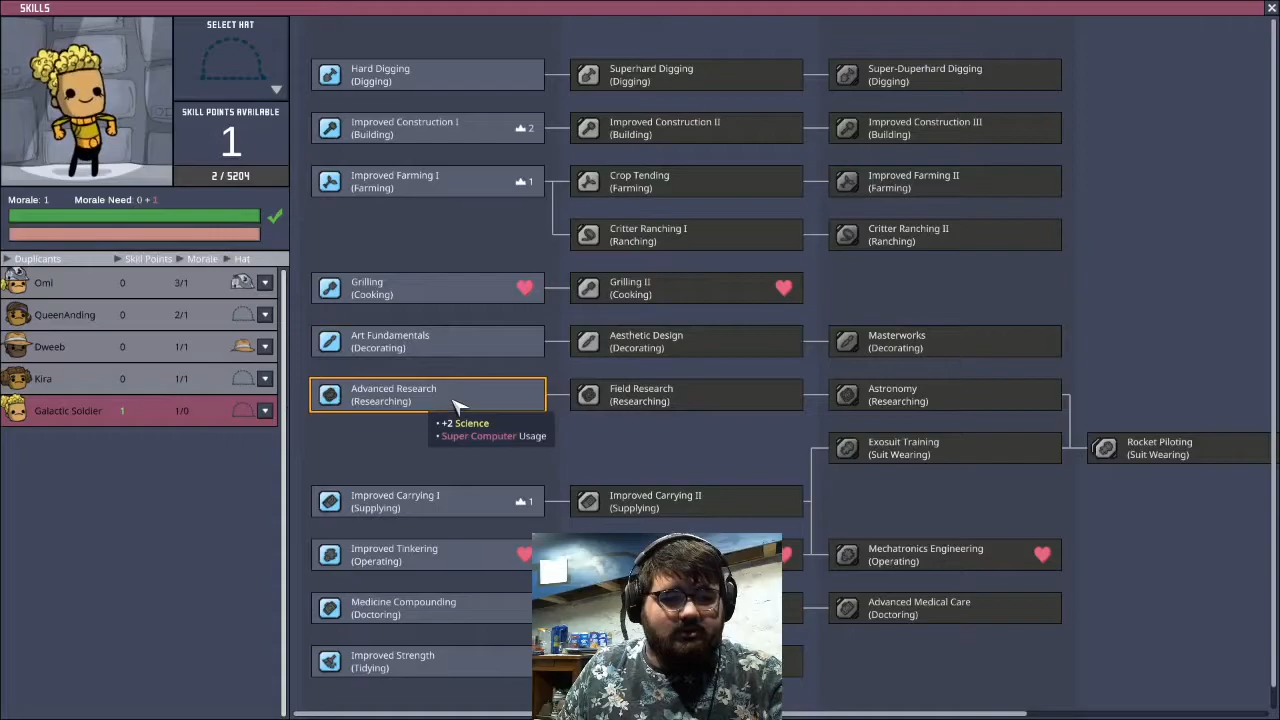 SKILLS
SELECT HAT
SKILL POINTS AVAILABLE
1
2 / 5204
Morale: 1 Morale Need: 0 + 1
Duplicants Skill Points Morale Hat
Omi 0 3/1
QueenAnding 0 2/1
Dweeb 0 1/1
Kira 0 1/1
Galactic Soldier 1 1/0
Hard Digging
(Digging)
Superhard Digging
(Digging)
Super-Duperhard Digging
(Digging)
Improved Construction I
(Building)
2
Improved Construction II
(Building)
Improved Construction III
(Building)
Improved Farming I
(Farming)
1
Crop Tending
(Farming)
Improved Farming II
(Farming)
Critter Ranching I
(Ranching)
Critter Ranching II
(Ranching)
Grilling
(Cooking)
Grilling II
(Cooking)
Art Fundamentals
(Decorating)
Aesthetic Design
(Decorating)
Masterworks
(Decorating)
Advanced Research
(Researching)
Field Research
(Researching)
Astronomy
(Researching)
• +2 Science
• Super Computer Usage
Exosuit Training
(Suit Wearing)
Rocket Piloting
(Suit Wearing)
Improved Carrying I
(Supplying)
1
Improved Carrying II
(Supplying)
Improved Tinkering
(Operating)
Mechatronics Engineering
(Operating)
Medicine Compounding
(Doctoring)
Advanced Medical Care
(Doctoring)
Improved Strength
(Tidying)